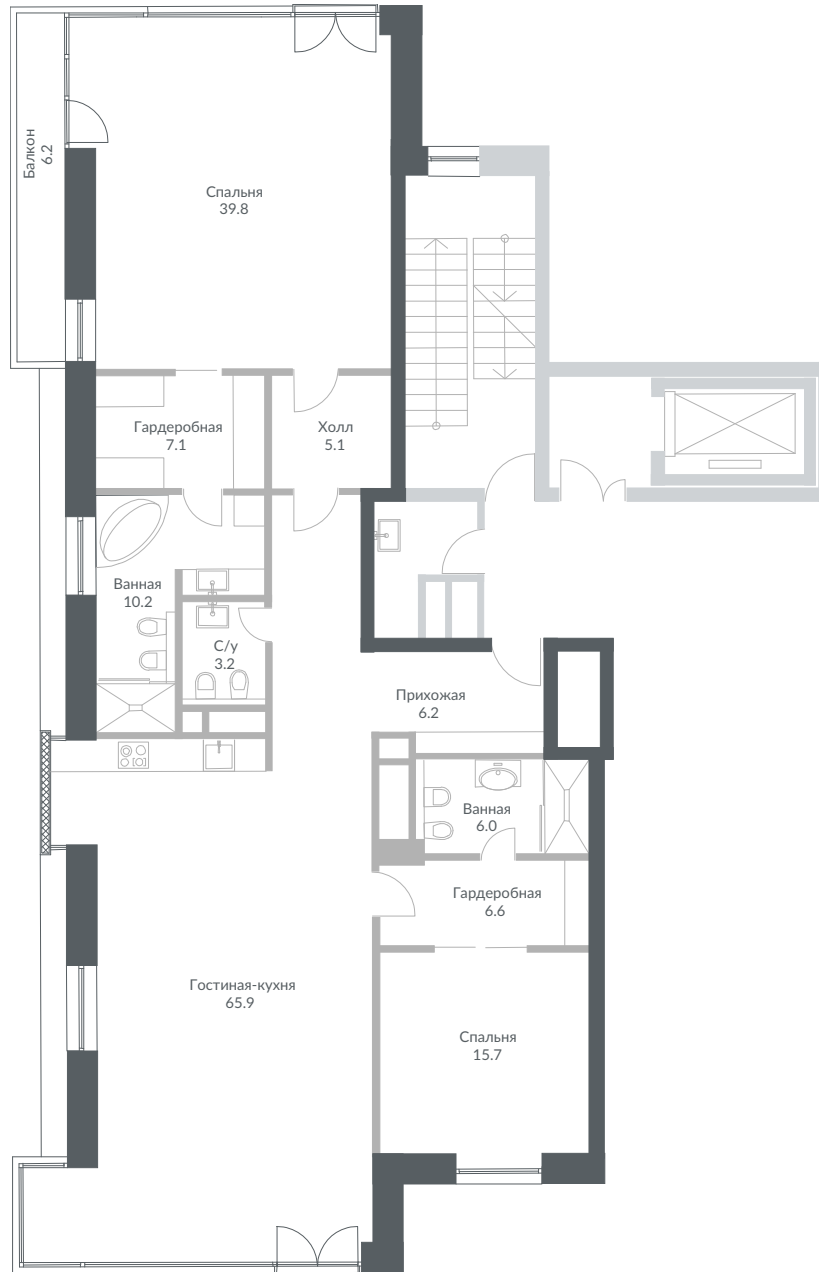 Балкон
6.2
Спальня
39.8
Гардеробная
7.1
Холл
5.1
Ванная
10.2
С/у
3.2
Прихожая
6.2
Ванная
6.0
Гардеробная
6.6
Гостиная-кухня
65.9
Спальня
15.7